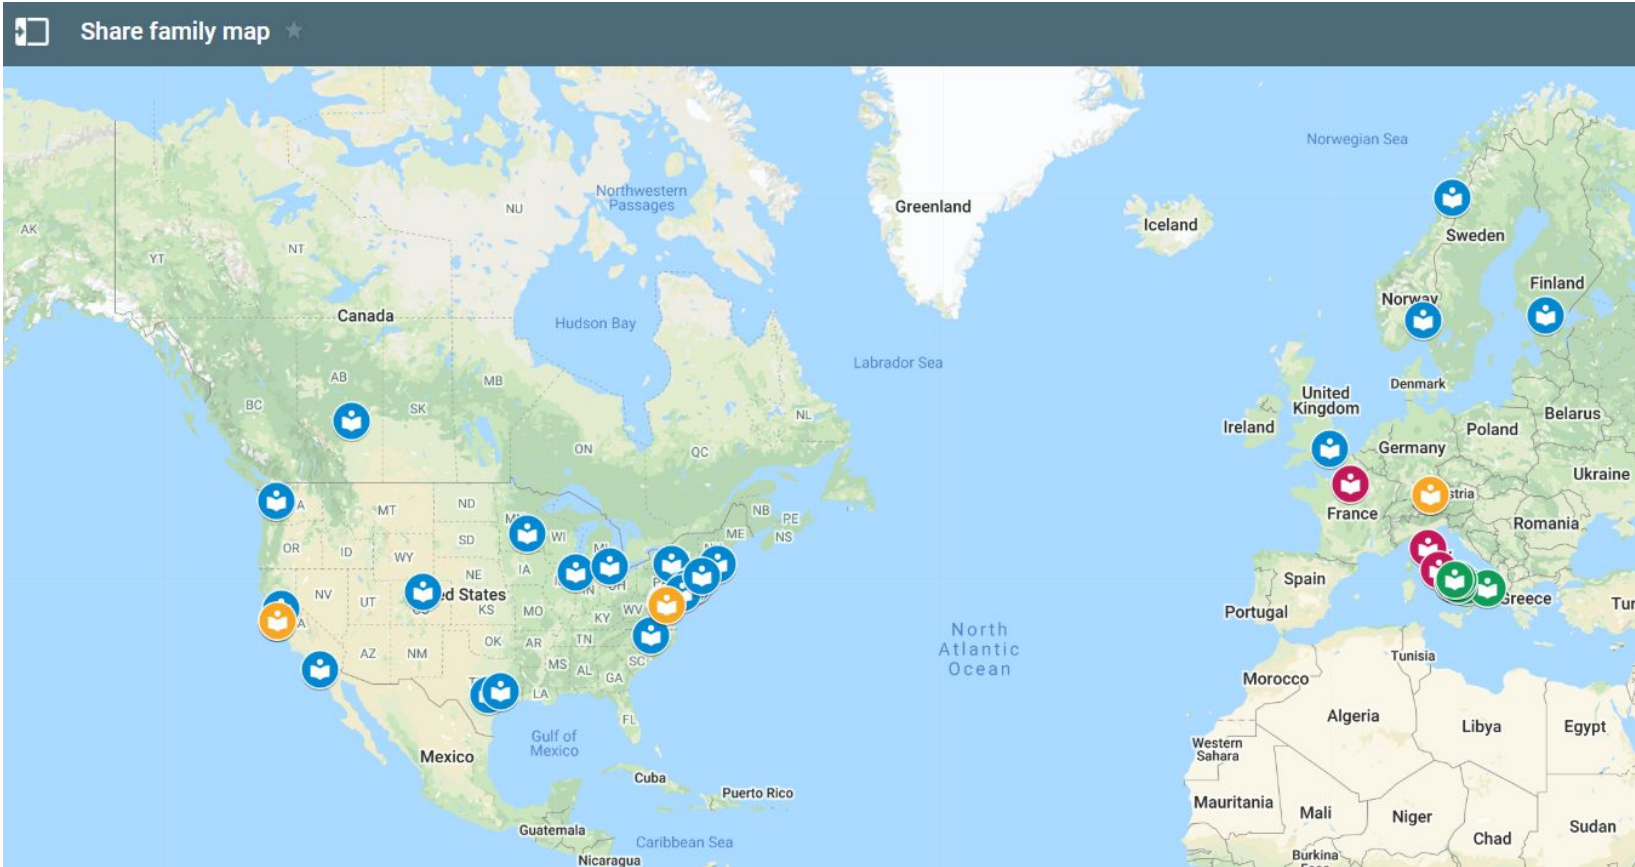 Share family map
Norwegian Sea
Northwestern
Passages
Greenland
NU
Iceland
AK
Sweden
NT
YT
Finland
Norway
Canada
Hudson Bay
Labrador Sea
AB
MB
Denmark
BC
SK
United
Kingdom
NL
Belarus
Ireland
Poland
ON
QC
Germany
Ukraine
ND
MT
NB
PE
NS
ME
stria
France
Romania
WI
OR
ID
SD
WY
IA
NE
Spain
NV
UT
ed States
KS
MO
WV
KY
Greece
Portugal
Tur
North
Atlantic
Ocean
OK
AR
TN
AZ
NM
MS
AL
SC
GA
Tunisia
Morocco
LA
FL
Algeria
Libya
Egypt
Gulf of
Mexico
Mexico
Western
Sahara
Cuba
Puerto Rico
Mauritania
Mali
Niger
Chad
Sudan
Guatemala
Caribbean Sea
Nicaragua
Burkina